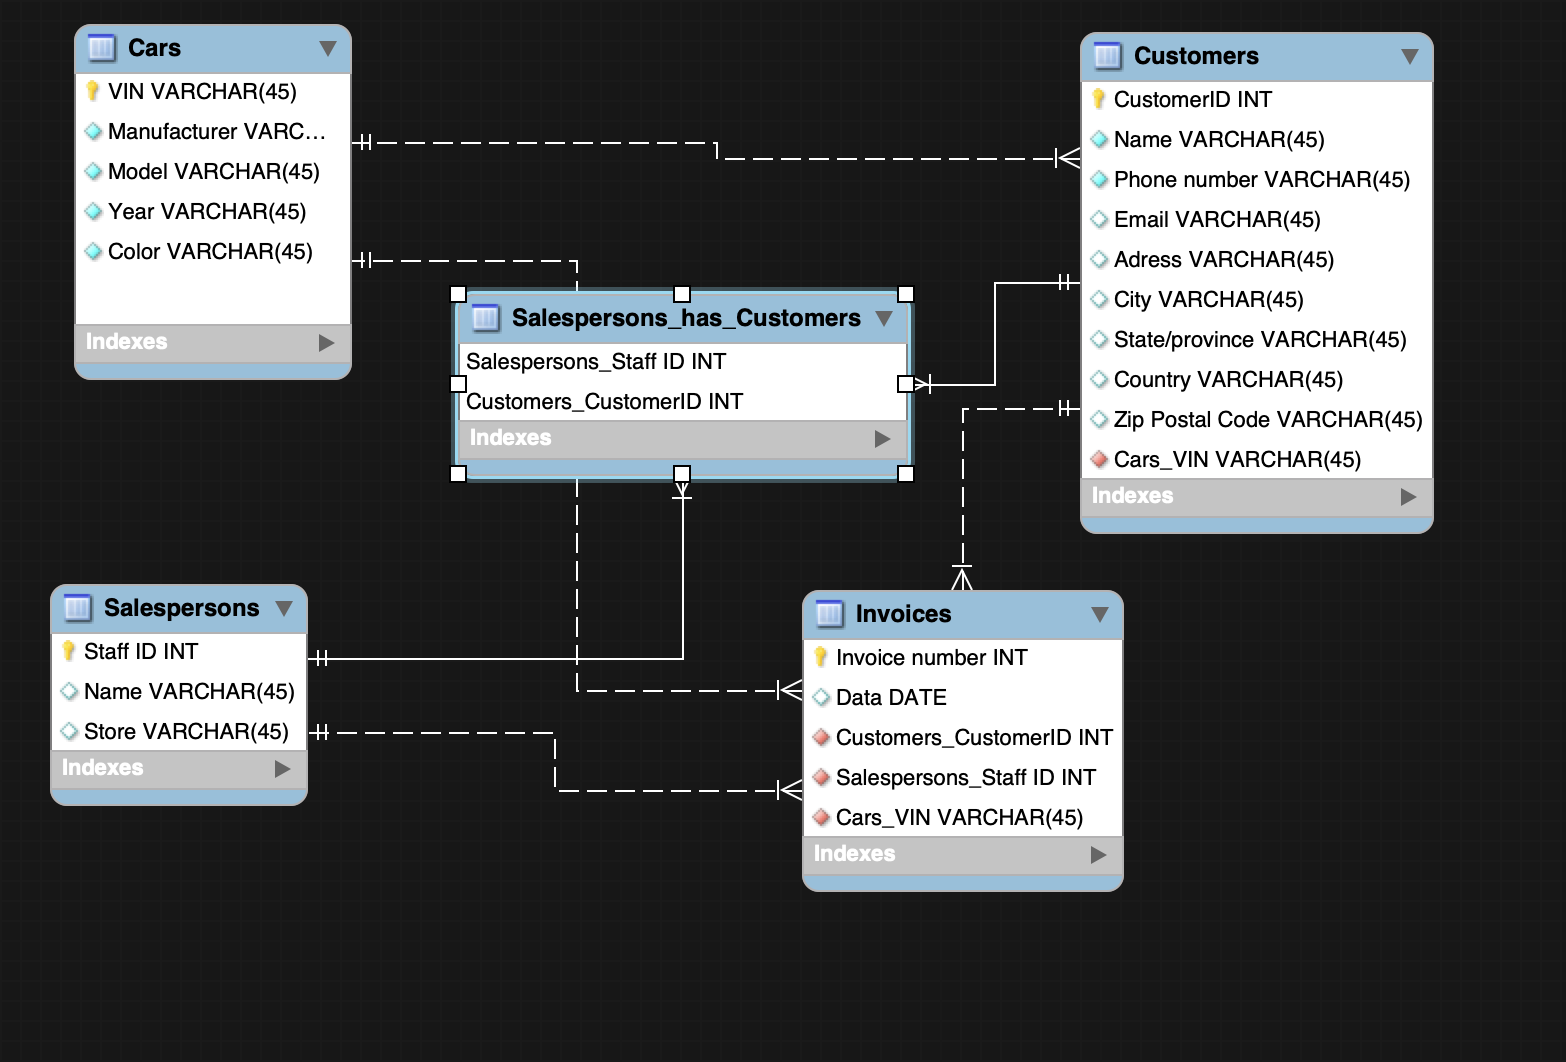 Cars
VIN VARCHAR(45)
Manufacturer VARC...
Model VARCHAR(45)
Year VARCHAR(45)
Color VARCHAR(45)
Indexes
Customers
CustomerID INT
Name VARCHAR(45)
Phone number VARCHAR(45)
Email VARCHAR(45)
Adress VARCHAR(45)
City VARCHAR(45)
State/province VARCHAR(45)
Country VARCHAR(45)
Zip Postal Code VARCHAR(45)
Cars_VIN VARCHAR(45)
Indexes
Salespersons_has_Customers
Salespersons_Staff ID INT
Customers_CustomerID INT
Indexes
Salespersons
Staff ID INT
Name VARCHAR(45)
Store VARCHAR(45)
Indexes
Invoices
Invoice number INT
Data DATE
Customers_CustomerID INT
Salespersons_Staff ID INT
Cars_VIN VARCHAR(45)
Indexes